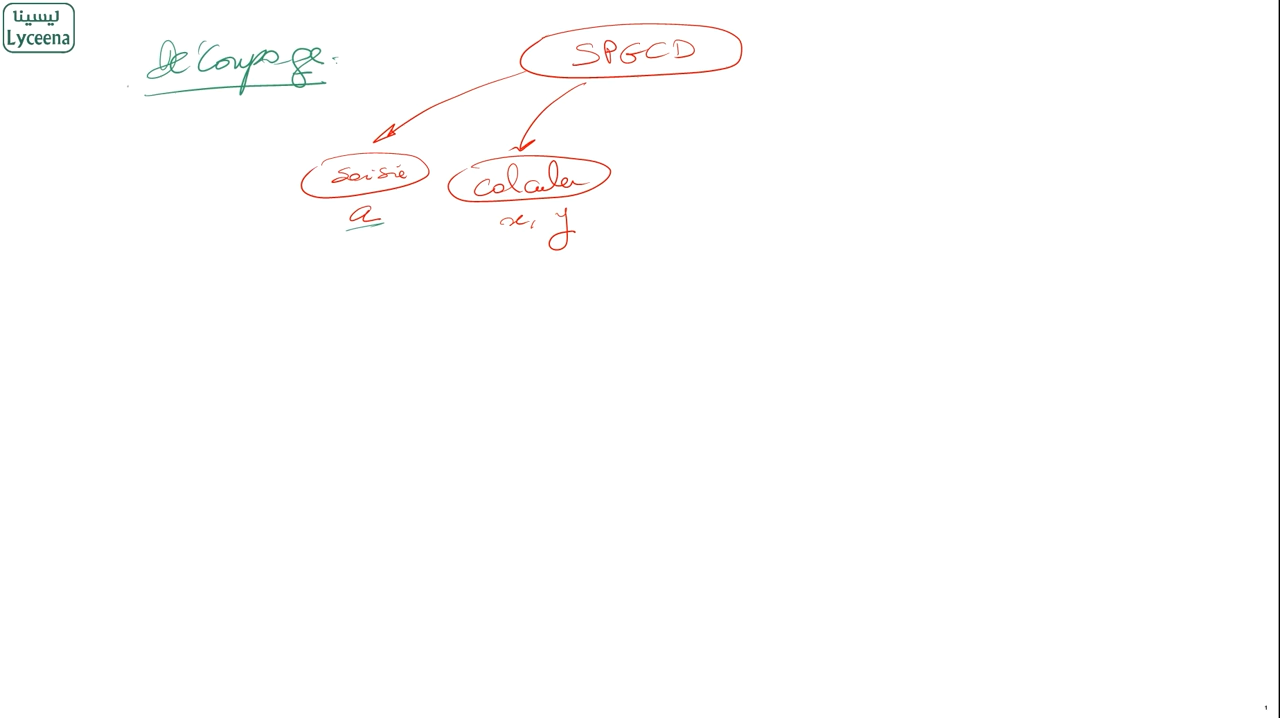 ليسينا
Lyceena
Découpage
SPGCD
Saisie
calculer
a
x, y